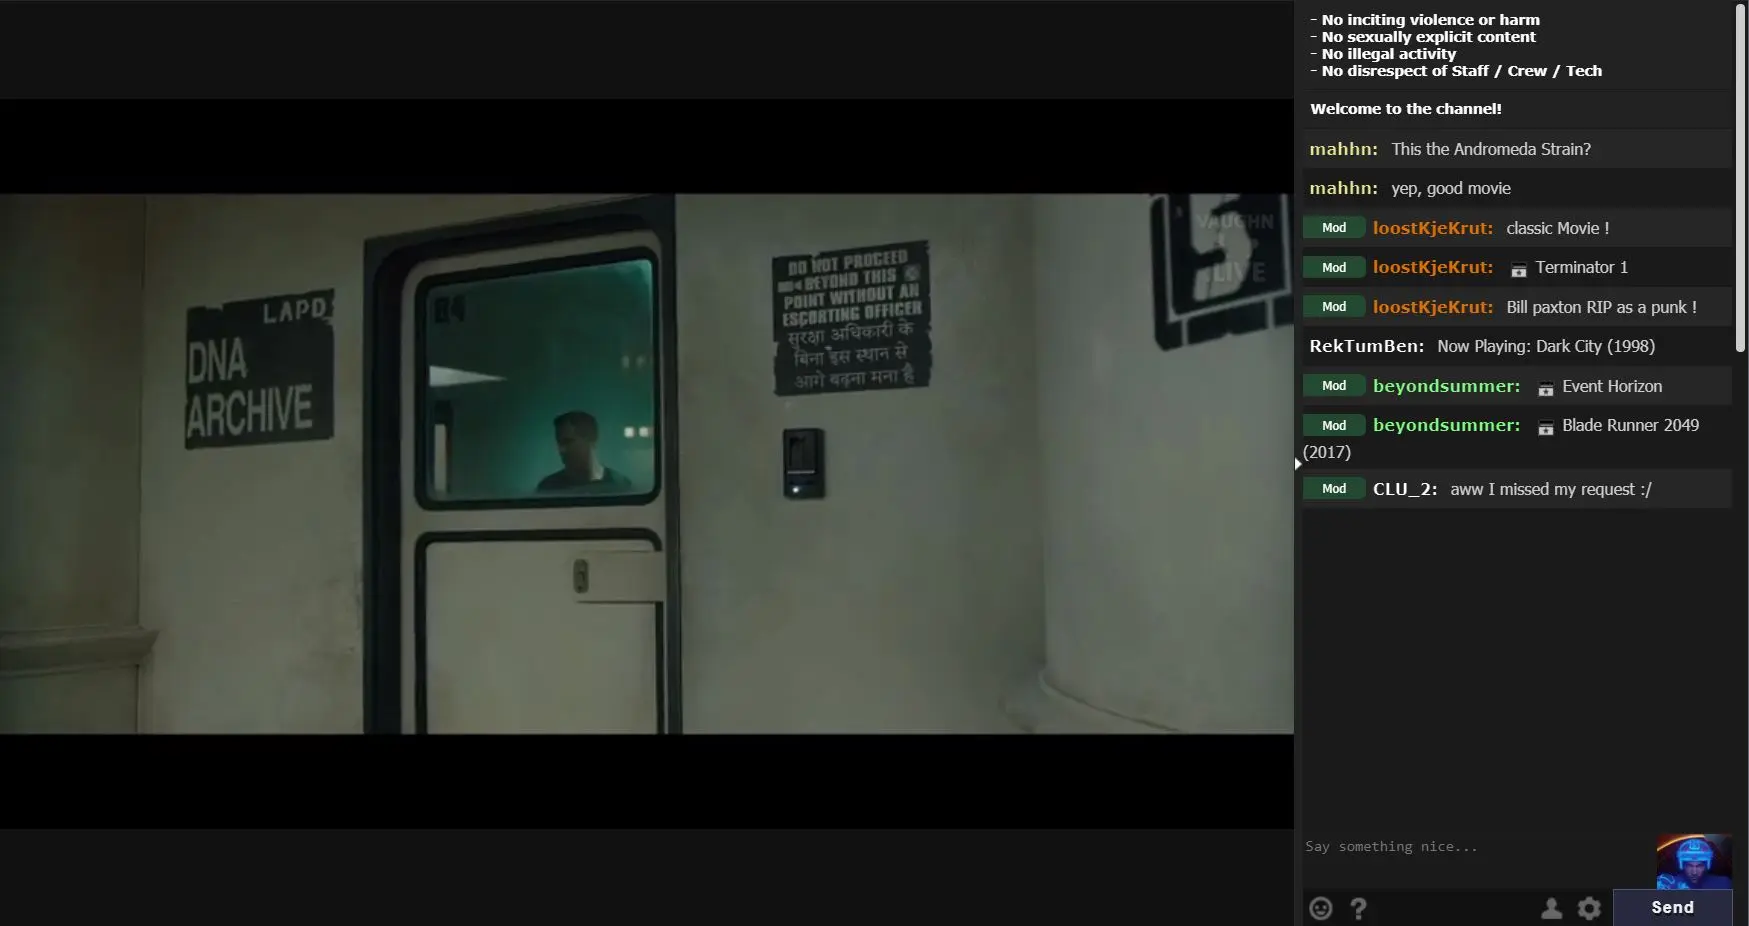 LAPD
DNA
ARCHIVE
04
DO NOT PROCEED
BEYOND THIS
POINT WITHOUT AN
ESCORTING OFFICER
सुरक्षा अधिकारी के
बिना इस स्थान से
आगे बढ़ना मना है
5
VAUGHN
LIVE
- No inciting violence or harm
- No sexually explicit content
- No illegal activity
- No disrespect of Staff / Crew / Tech
Welcome to the channel!
mahhn: This the Andromeda Strain?
mahhn: yep, good movie
Mod loostKjeKrut: classic Movie !
Mod loostKjeKrut: Terminator 1
Mod loostKjeKrut: Bill paxton RIP as a punk !
RekTumBen: Now Playing: Dark City (1998)
Mod beyondsummer: Event Horizon
Mod beyondsummer: Blade Runner 2049
(2017)
Mod CLU_2: aww I missed my request :/
Say something nice...
Send